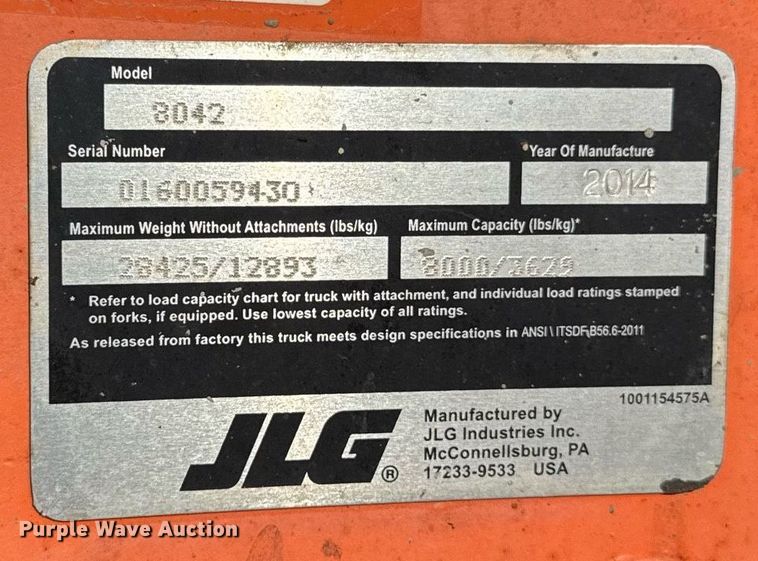 Model
8042
Serial Number
Year Of Manufacture
0160059430
2014
Maximum Weight Without Attachments (lbs/kg)
Maximum Capacity (lbs/kg)*
28425/12893
8000/3629
* Refer to load capacity chart for truck with attachment, and individual load ratings stamped
on forks, if equipped. Use lowest capacity of all ratings.
As released from factory this truck meets design specifications in ANSI \ ITSDF\B56.6-2011
1001154575A
JLG®
Manufactured by
JLG Industries Inc.
McConnellsburg, PA
17233-9533 USA
Purple Wave Auction